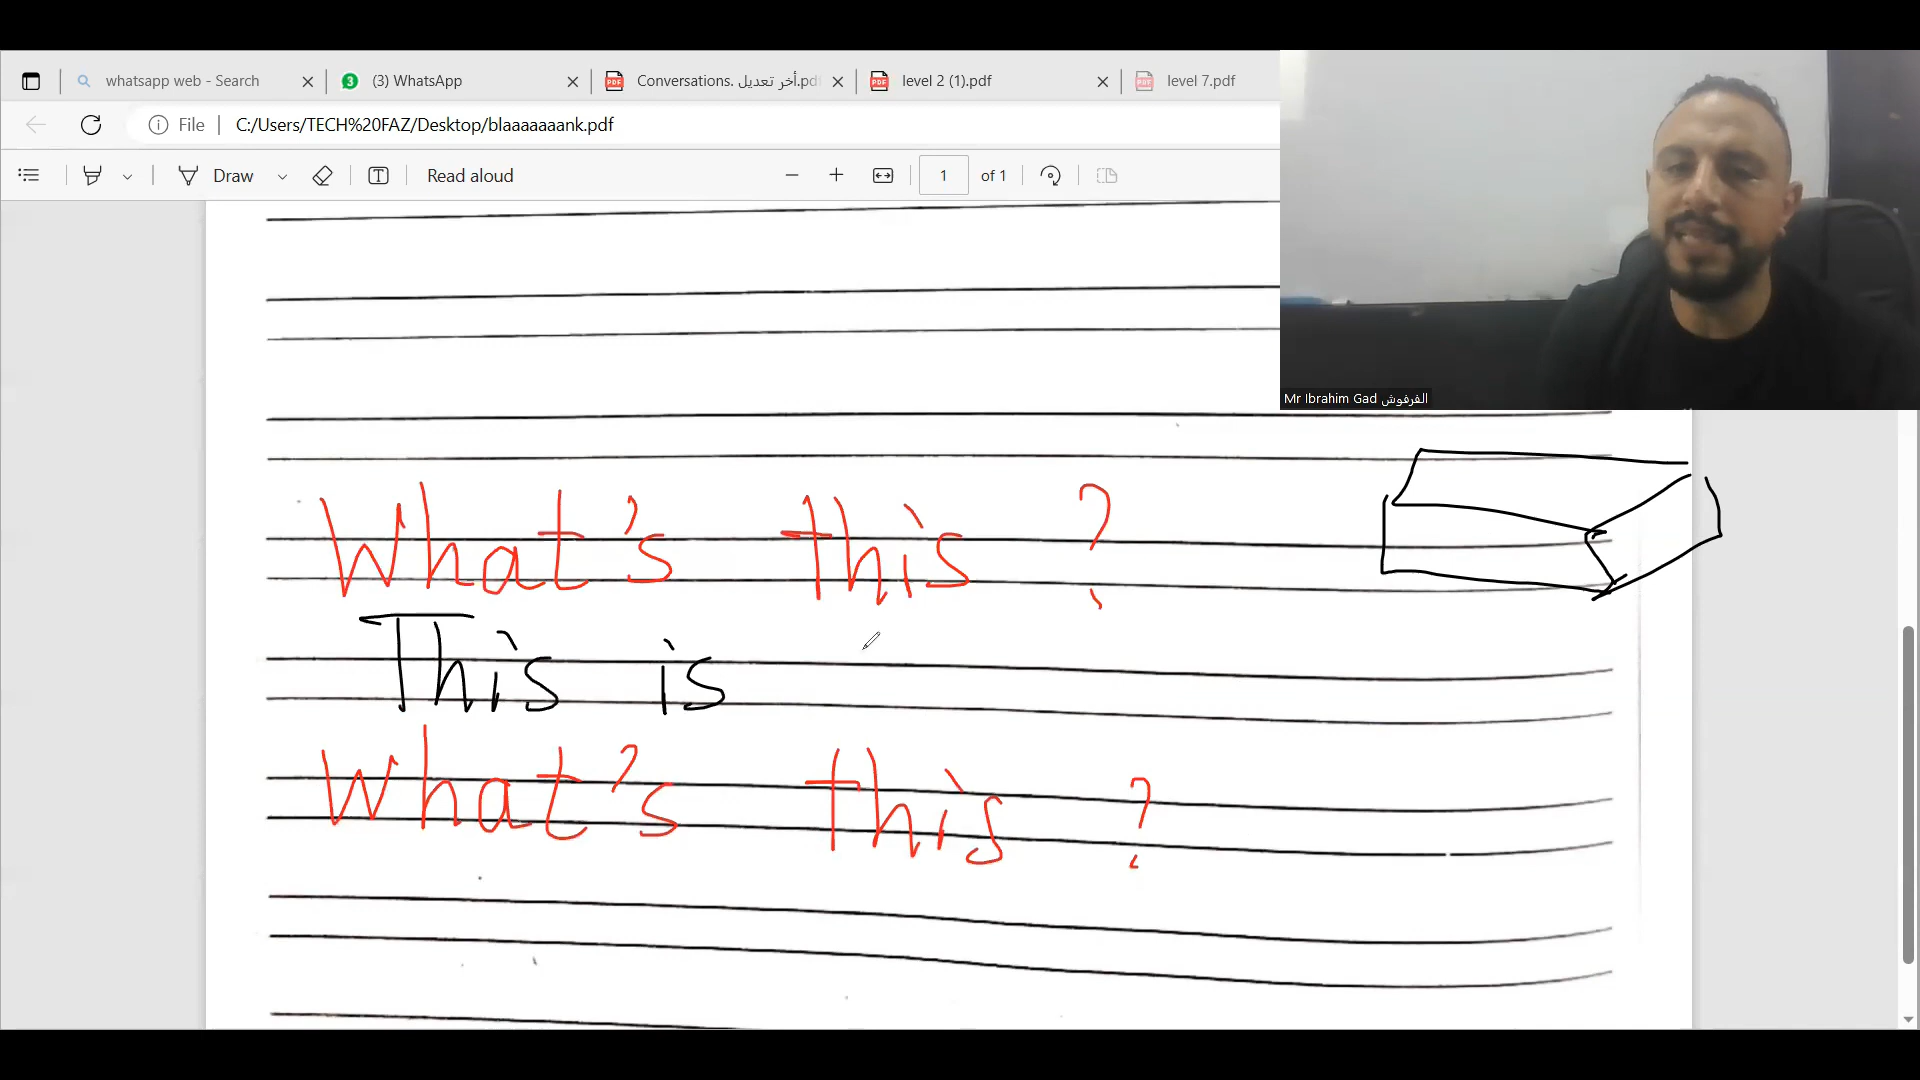 whatsapp web - Search
(3) WhatsApp
Conversations. أخر تعديل.pdf
level 2 (1).pdf
level 7.pdf
File
C:/Users/TECH%20FAZ/Desktop/blaaaaaaank.pdf
Draw
Read aloud
1 of 1
Mr Ibrahim Gad الفرفوش
What's this ?
This is
What's this ?